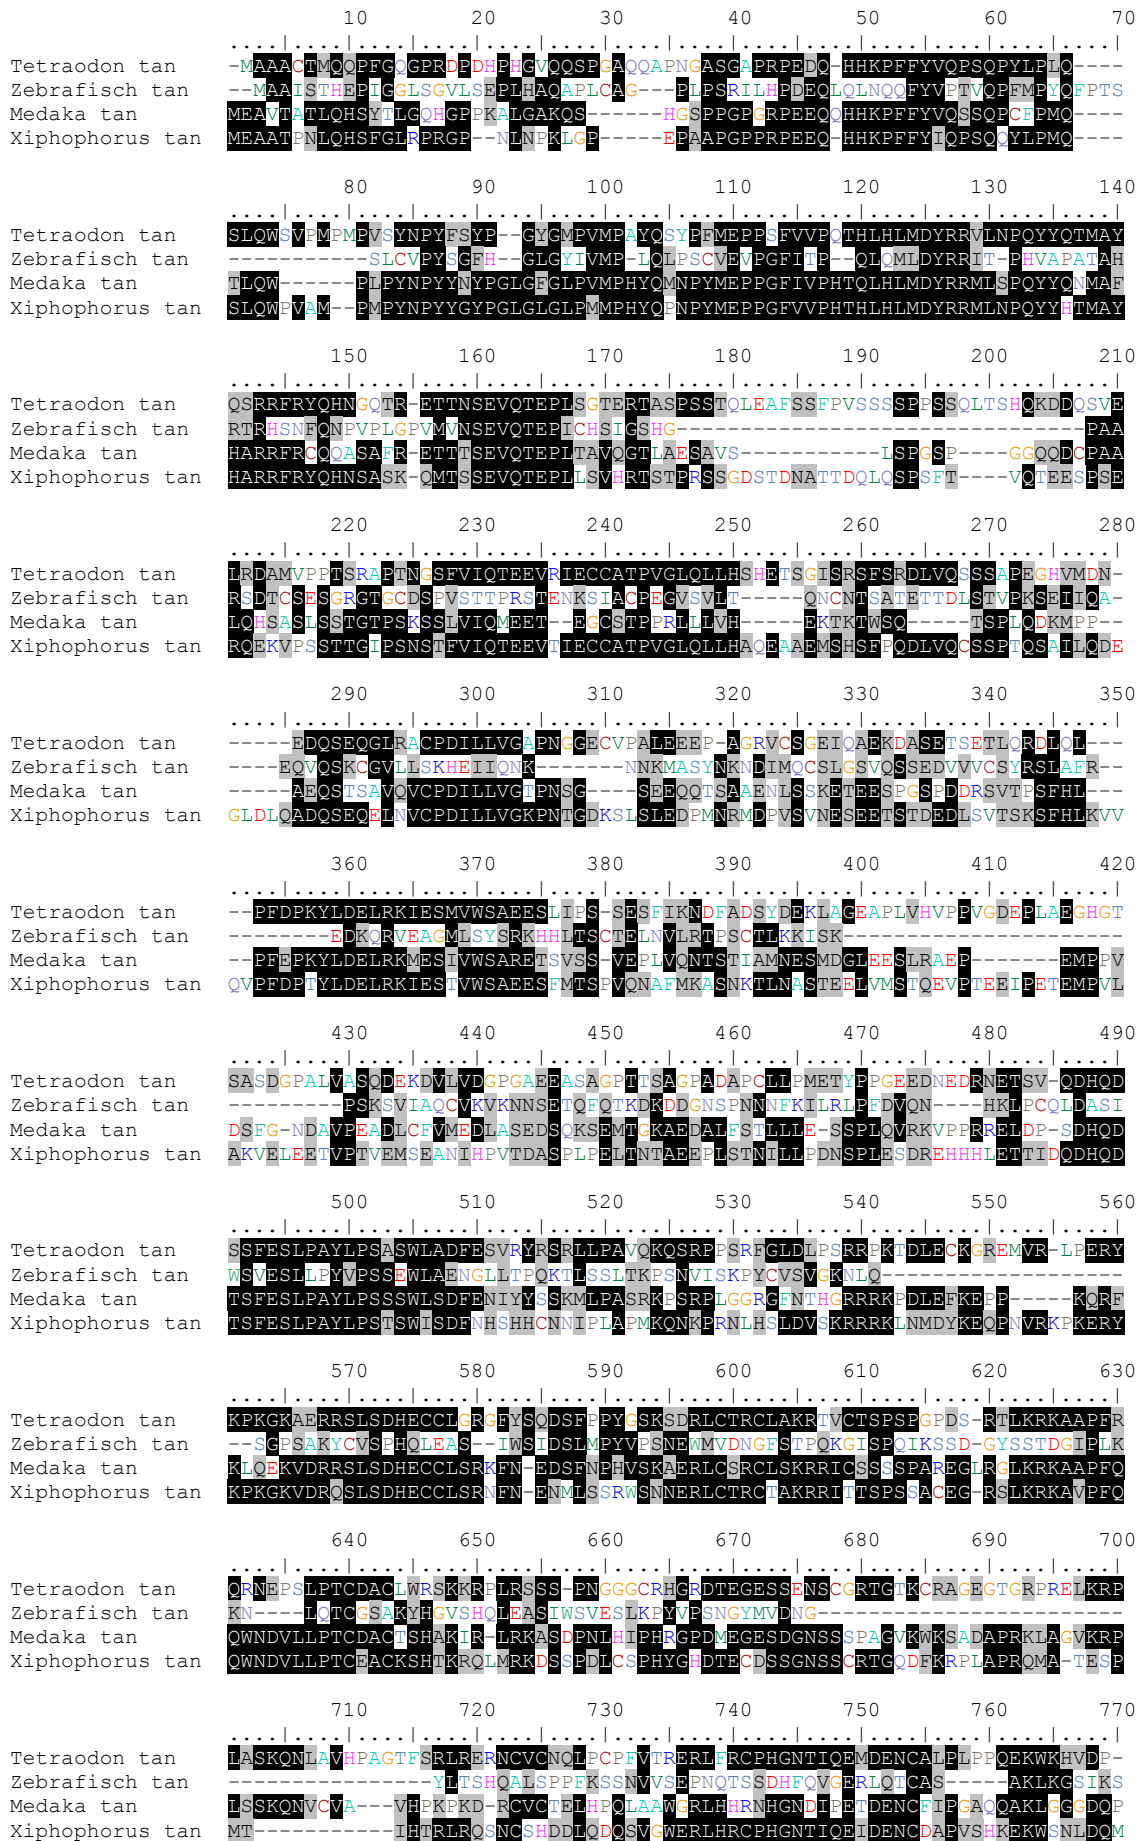 10 20 30 40 50 60 70
....|....|....|....|....|....|....|....|....|....|....|....|....|....|
Tetraodon tan -MAAACTMQQPFGQGPRDPDHPHGVQQSPGAQQAPNGASGAPRPEDQ-HHKPFFYVQPSQPYLPLQ----
Zebrafisch tan --MAAISTHEPIGGLSGVLSEPLHAQAPLCAG---PLPSRILHPDEQLQLNQQFYVPTVQPFMPYQFPTS
Medaka tan MEAVTATLQHSYTLGQHGPPKALGAKQS------HGSPPGPGRPEEQQHHKPFFYVQSSQPCFPMQ----
Xiphophorus tan MEAATPNLQHSFGLRPRGP--NLNPKLGP----EPAAPGPPRPEEQ-HHKPFFYIQPSQQYLPMQ----
80 90 100 110 120 130 140
....|....|....|....|....|....|....|....|....|....|....|....|....|....|
Tetraodon tan SLQWSVPMPMPVSYNPYFSYP--GYGMPVMPAYQSYPFMEPPSFVVPQTHLHLMDYRRVLNPQYYQTMAY
Zebrafisch tan -----------SLCVPYSGFH--GLGYIVMP-LQLPSCVEVPGFITP--QLQMLDYRRIT-PHVAPATAH
Medaka tan TLQW------PLPYNPYYNYPGLGFGLPVMPHYQMNPYMEPPGFIVPHTQLHLMDYRRMLSPQYYQNMAF
Xiphophorus tan SLQWPVAM--PMPYNPYYGYPGLGLGLPMMPHYQPNPYMEPPGFVVPHTHLHLMDYRRMLNPQYYHTMAY
150 160 170 180 190 200 210
....|....|....|....|....|....|....|....|....|....|....|....|....|....|
Tetraodon tan QSRRFRYQHNGQTR-ETTNSEVQTEPLSGTERTASPSSTQLEAFSSFPVSSSSPPSSQLTSHQKDDQSVE
Zebrafisch tan RTRHSNFQNPVPLGPVMVNSEVQTEPICHSIGSHG--------------------------------PAA
Medaka tan HARRFRCQQASAFR-ETTTSEVQTEPLTAVQGTLAESAVS-----------LSPGSP----GGQQDCPAA
Xiphophorus tan HARRFRYQHNSASK-QMTSSEVQTEPLLSVHRTSTPRSSGDSTDNATTDQLQSPSFT----VQTEESPSE
220 230 240 250 260 270 280
....|....|....|....|....|....|....|....|....|....|....|....|....|....|
Tetraodon tan LRDAMVPPTSRAPTNGSFVIQTEEVRIECCATPVGLQLLHSHETSGISRSFSRDLVQSSSAPEGHVMDN-
Zebrafisch tan RSDTCSESGRGTGCDSPVSTTPRSTENKSIACPEGVSVLT-----QNCNTSATETTDLSTVPKSEIIQA-
Medaka tan LQHSASLSSTGTPSKSSLVIQMEET--EGCSTPPRLLLVH-----EKTKTWSQ-----TSPLQDKMPP--
Xiphophorus tan RQEKVPSSTTGIPSNSTFVIQTEEVTIECCATPVGLQLLHAQEAAEMSHSFPQDLVQCSSPTQSAILQDE
290 300 310 320 330 340 350
....|....|....|....|....|....|....|....|....|....|....|....|....|....|
Tetraodon tan -----EDQSEQGLRACPDILLVGAPNGGECVPALEEEP-AGRVCSGEIQAEKDASETSETLQRDLQL---
Zebrafisch tan ----EQVQSKCGVLLSKHEIIQNK-------NNKMASYNKNDIMQCSLGSVQSSEDVVVCSYRSLAFR--
Medaka tan -----AEQSTSAVQVCPDILLVGTPNSG----SEEQQTSAAENLSSKETEESPGSPDDRSVTPSFHL---
Xiphophorus tan GLDLQADQSEQELNVCPDILLVGKPNTGDKSLSLEDPMNRMDPVSVNESEETSTDEDLSVTSKSFHLKVV
360 370 380 390 400 410 420
....|....|....|....|....|....|....|....|....|....|....|....|....|....|
Tetraodon tan --PFDPKYLDELRKIESMVWSAEESLIPS-SESFIKNDFADSYDEKLAGEAPLVHVPPVGDEPLAEGHGT
Zebrafisch tan --------EDKQRVEAGMLSYSRKHHLTSCTELNVLRTPSCTLKKISK----------------------
Medaka tan --PFEPKYLDELRKMESIVWSARETSVSS-VEPLVQNTSTIAMNESMDGLEESLRAEP--------EMPPV
Xiphophorus tan QVPFDPTYLDELRKIESTVWSAEESFMTSPVQNAFMKASNKTLNASTEELVMSTQEVPTEEIPETEMPVL
430 440 450 460 470 480 490
....|....|....|....|....|....|....|....|....|....|....|....|....|....|
Tetraodon tan SASDGPALVASQDEKDVLVDGPGAEEASAGPTTSAGPADAPCLLPMETYPPGEEDNEDRNETSV-QDHQD
Zebrafisch tan ---------PSKSVIAQCVKVKNNSETQFQTKDKDDGNSPNNNFKILRLPFDVQN----HKLPCQLDASI
Medaka tan DSFG-NDAVPEADLCFVMEDLASEDSQKSEMTGKAEDALFSTLLLE-SSPLQVRKVPPRRELDP-SDHQD
Xiphophorus tan AKVELEETVPTVEMSEANIHPVTDASPLPELTNTAEEPLSTNILLPDNSPLESDREHHHLETTIDQDHQD
500 510 520 530 540 550 560
....|....|....|....|....|....|....|....|....|....|....|....|....|....|
Tetraodon tan SSFESLPAYLPSASWLADFESVRYRSRLLPAVQKQSRPPSRFGLDLPSRRPKTDLECKGREMVR-LPERY
Zebrafisch tan WSVESLLPYVPSSEWLAENGLLTPQKTLSSLTKPSNVISKPYCVSVGKNLQ-------------------
Medaka tan TSFESLPAYLPSSSWLSDFENIYYSSKMLPASRKPSRPLGGRGFNTHGRRRKPDLEFKEPP-----KQRF
Xiphophorus tan TSFESLPAYLPSTSWISDFNHSHHCNNIPLAPMKQNKPRNLHSLDVSKRRRKLNMDYKEQPNVRKPKERY
570 580 590 600 610 620 630
....|....|....|....|....|....|....|....|....|....|....|....|....|....|
Tetraodon tan KPKGKAERRSLSDHECCLGRGFYSQDSFPPYGSKSDRLCTRCLAKRTVCTSPSPGPDS-RTLKRKAAPFR
Zebrafisch tan --SGPSAKYCVSPHQLEAS--IWSIDSLMPYVPSNEWMVDNGFSTPQKGISPQIKSSD-GYSSTDGIPLK
Medaka tan KLQEKVDRRSLSDHECCLSRKFN-EDSFNPHVSKAERLCSRCLSKRRICSSSSPAREGLRGLKRKAAPFQ
Xiphophorus tan KPKGKVDRQSLSDHECCLSRNFN-ENMLSSRWSNNERLCTRCTAKRRITTSPSSACEG-RSLKRKAVPFQ
640 650 660 670 680 690 700
....|....|....|....|....|....|....|....|....|....|....|....|....|....|
Tetraodon tan QRNEPSLPTCDACLWRSKKRPLRSSS-PNGGGCRHGRDTEGESSENSCGRTGTKCRAGEGTGRPRELKRP
Zebrafisch tan KN----LQTCGSAKYHGVSHQLEASIWSVESLKPYVPSNGYMVDNG------------------------
Medaka tan QWNDVLLPTCDACTSHAKIR-LRKASDPNLHIPHRGPDMEGESDGNSSSPAGVKWKSADAPRKLAGVKRP
Xiphophorus tan QWNDVLLPTCEACKSHTKRQLMRKDSSPDLCSPHYGHDTECDSSGNSSCRTGQDFKRPLAPRQMA-TESP
710 720 730 740 750 760 770
....|....|....|....|....|....|....|....|....|....|....|....|....|....|
Tetraodon tan LASKQNLAVHPAGTFSRLRERNCVCNQLPCPFVTRERLFRCPHGNTIQEMDENCALPLPPQEKWKHVDP-
Zebrafisch tan ----------------YLTSHQALSPPFKSSNVVSEPNQTSSDHFQVGERLQTCAS-----AKLKGSIKS
Medaka tan LSSKQNVCVA---VHPKPKD-RCVCTELHPQLAAWGRLHHRNHGNDIPETDENCFIPGAQQAKLGGGDQP
Xiphophorus tan MT-----------IHTRLRQSNCSHDDLQDQSVGWERLHRCPHGNTIQEIDENCDAPVSHKEKWSNLDQM